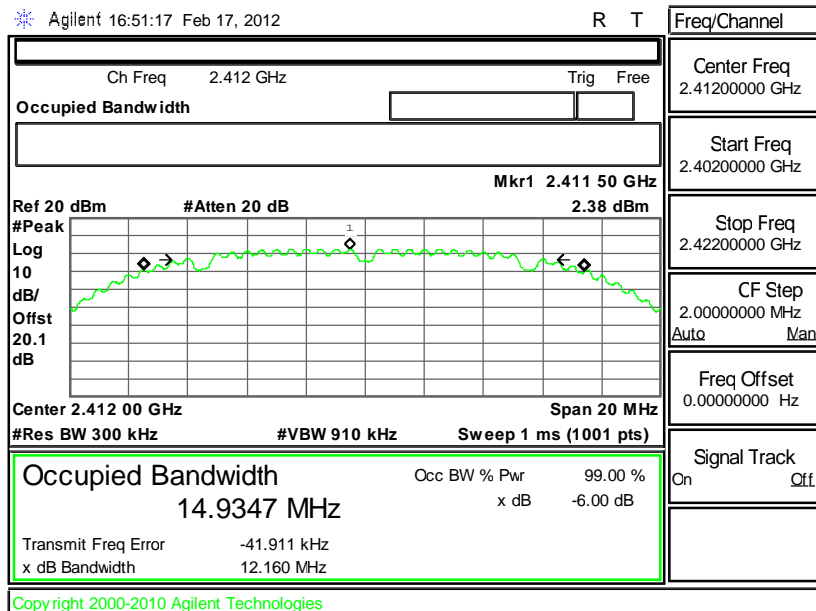 Agilent 16:51:17 Feb 17, 2012 R T
Freq/Channel
Ch Freq 2.412 GHz Trig Free
Occupied Bandwidth
Center Freq
2.41200000 GHz
Start Freq
2.40200000 GHz
Mkr1 2.411 50 GHz
Ref 20 dBm #Atten 20 dB 2.38 dBm
#Peak
Log
10
dB/
Offst
20.1
dB
1
Stop Freq
2.42200000 GHz
CF Step
2.00000000 MHz
Auto Man
Freq Offset
0.00000000 Hz
Center 2.412 00 GHz Span 20 MHz
#Res BW 300 kHz #VBW 910 kHz Sweep 1 ms (1001 pts)
Signal Track
On Off
Occupied Bandwidth Occ BW % Pwr 99.00 %
14.9347 MHz x dB -6.00 dB
Transmit Freq Error -41.911 kHz
x dB Bandwidth 12.160 MHz
Copyright 2000-2010 Agilent Technologies